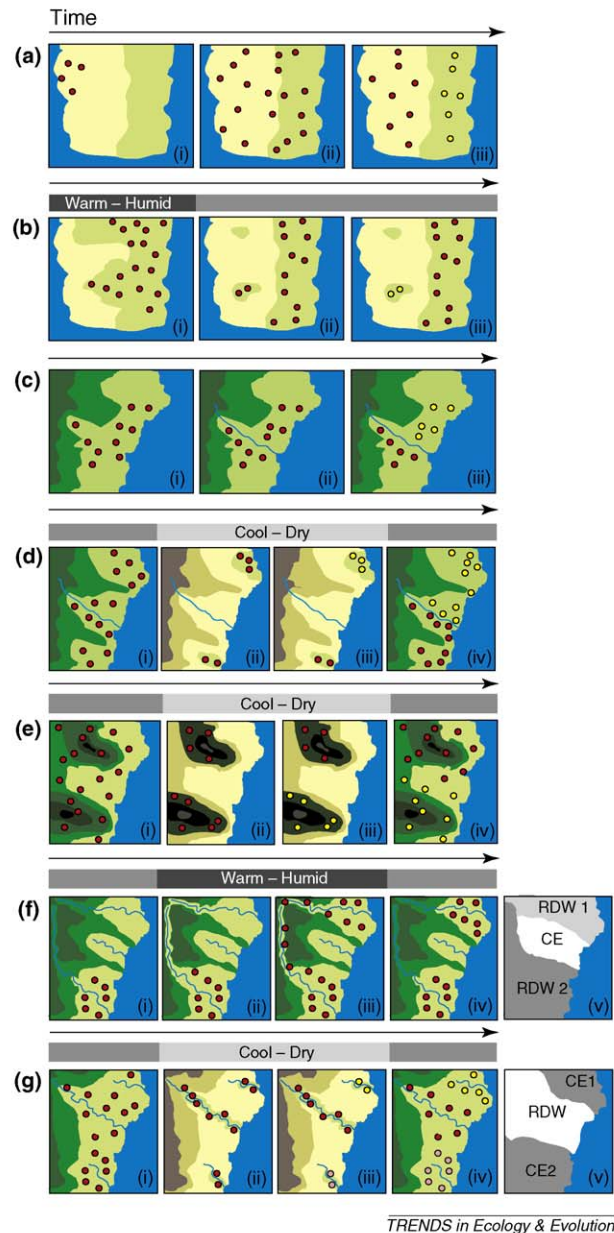 Time
(a)
(i)
(ii)
(iii)
Warm – Humid
(b)
(i)
(ii)
(iii)
(c)
(i)
(ii)
(iii)
Cool – Dry
(d)
(i)
(ii)
(iii)
(iv)
Cool – Dry
(e)
(i)
(ii)
(iii)
(iv)
Warm – Humid
(f)
(i)
(ii)
(iii)
(iv)
RDW 1
CE
RDW 2
(v)
Cool – Dry
(g)
(i)
(ii)
(iii)
(iv)
CE1
RDW
CE2
(v)
TRENDS in Ecology & Evolution